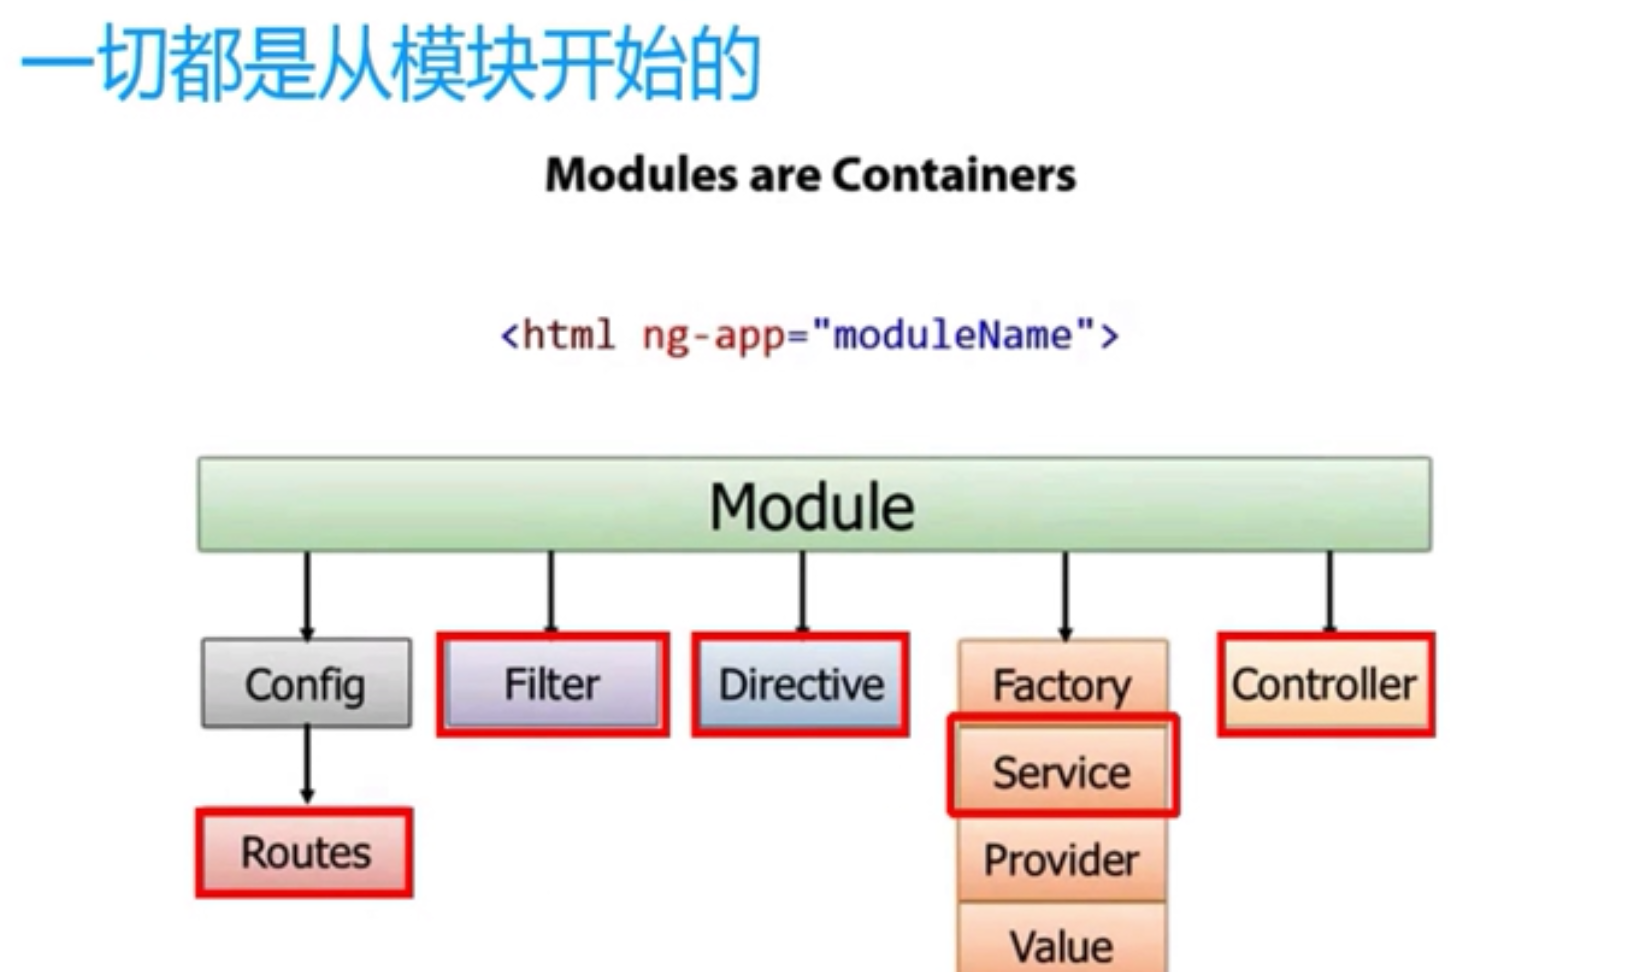 一切都是从模块开始的
Modules are Containers
<html ng-app="moduleName">
Module
Config
Filter
Directive
Factory
Controller
Service
Routes
Provider
Value